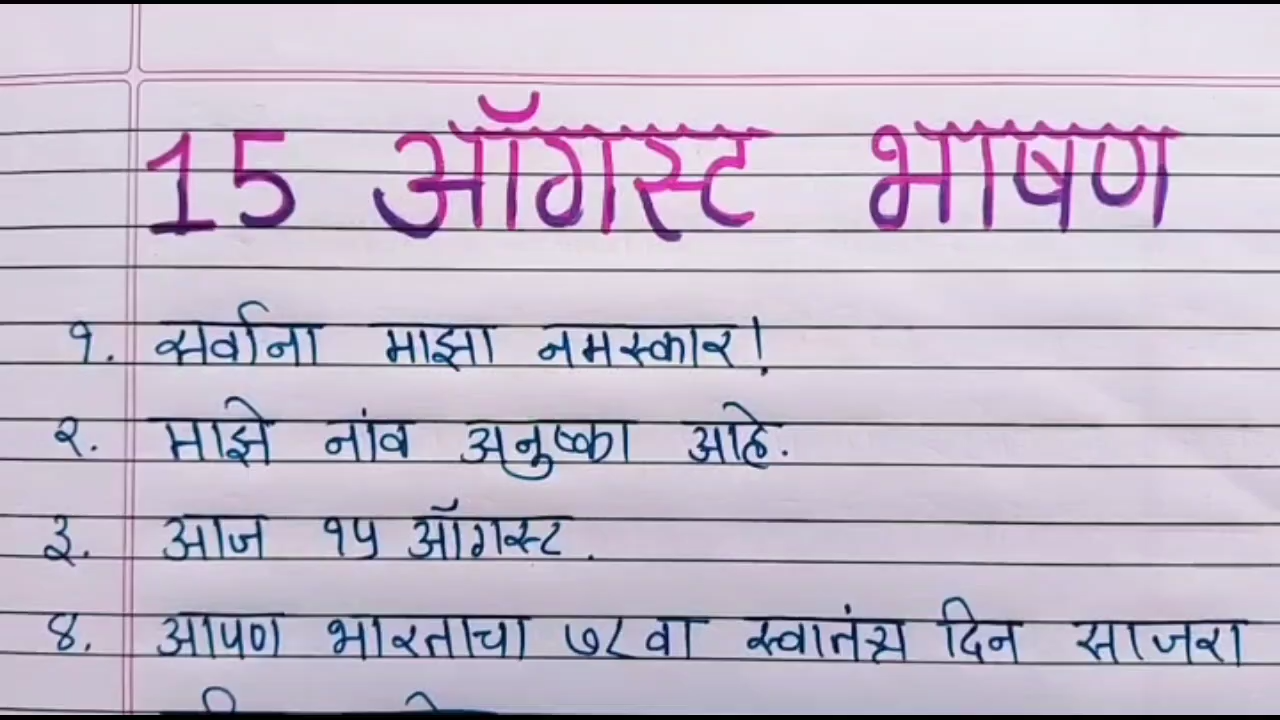 15 ऑगस्ट भाषण
१. सर्वाना माझा नमस्कार!
२. माझे नांव अनुष्का आहे.
३. आज १५ ऑगस्ट.
४. आपण भारताचा ७८वा स्वातंत्र्य दिन साजरा